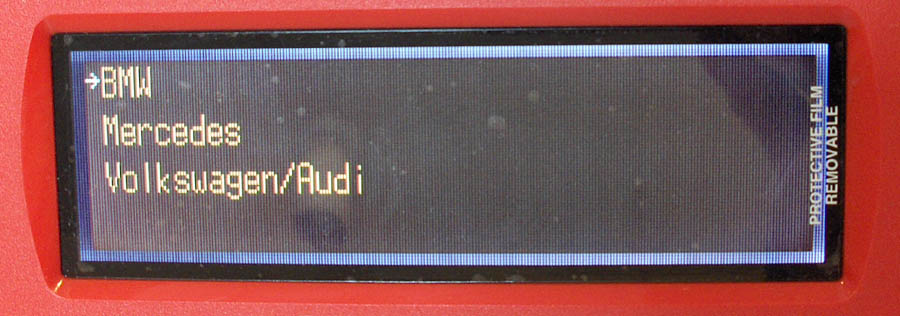 →BMW
Mercedes
Volkswagen/Audi
PROTECTIVE FILM
REMOVABLE